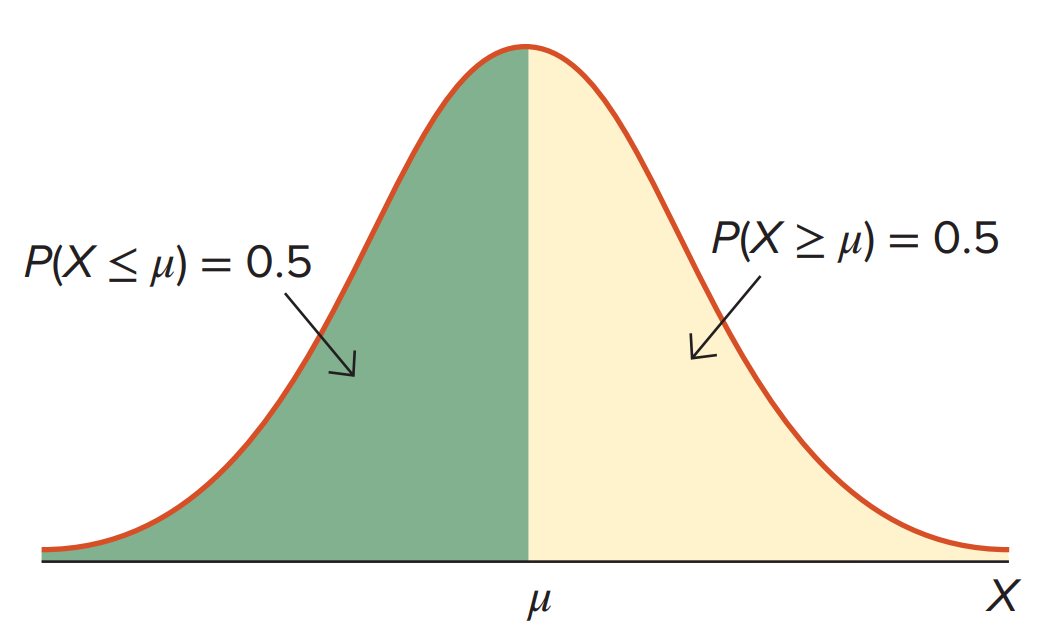 P(X ≥ μ) = 0.5
P(X ≤ μ) = 0.5
μ
X